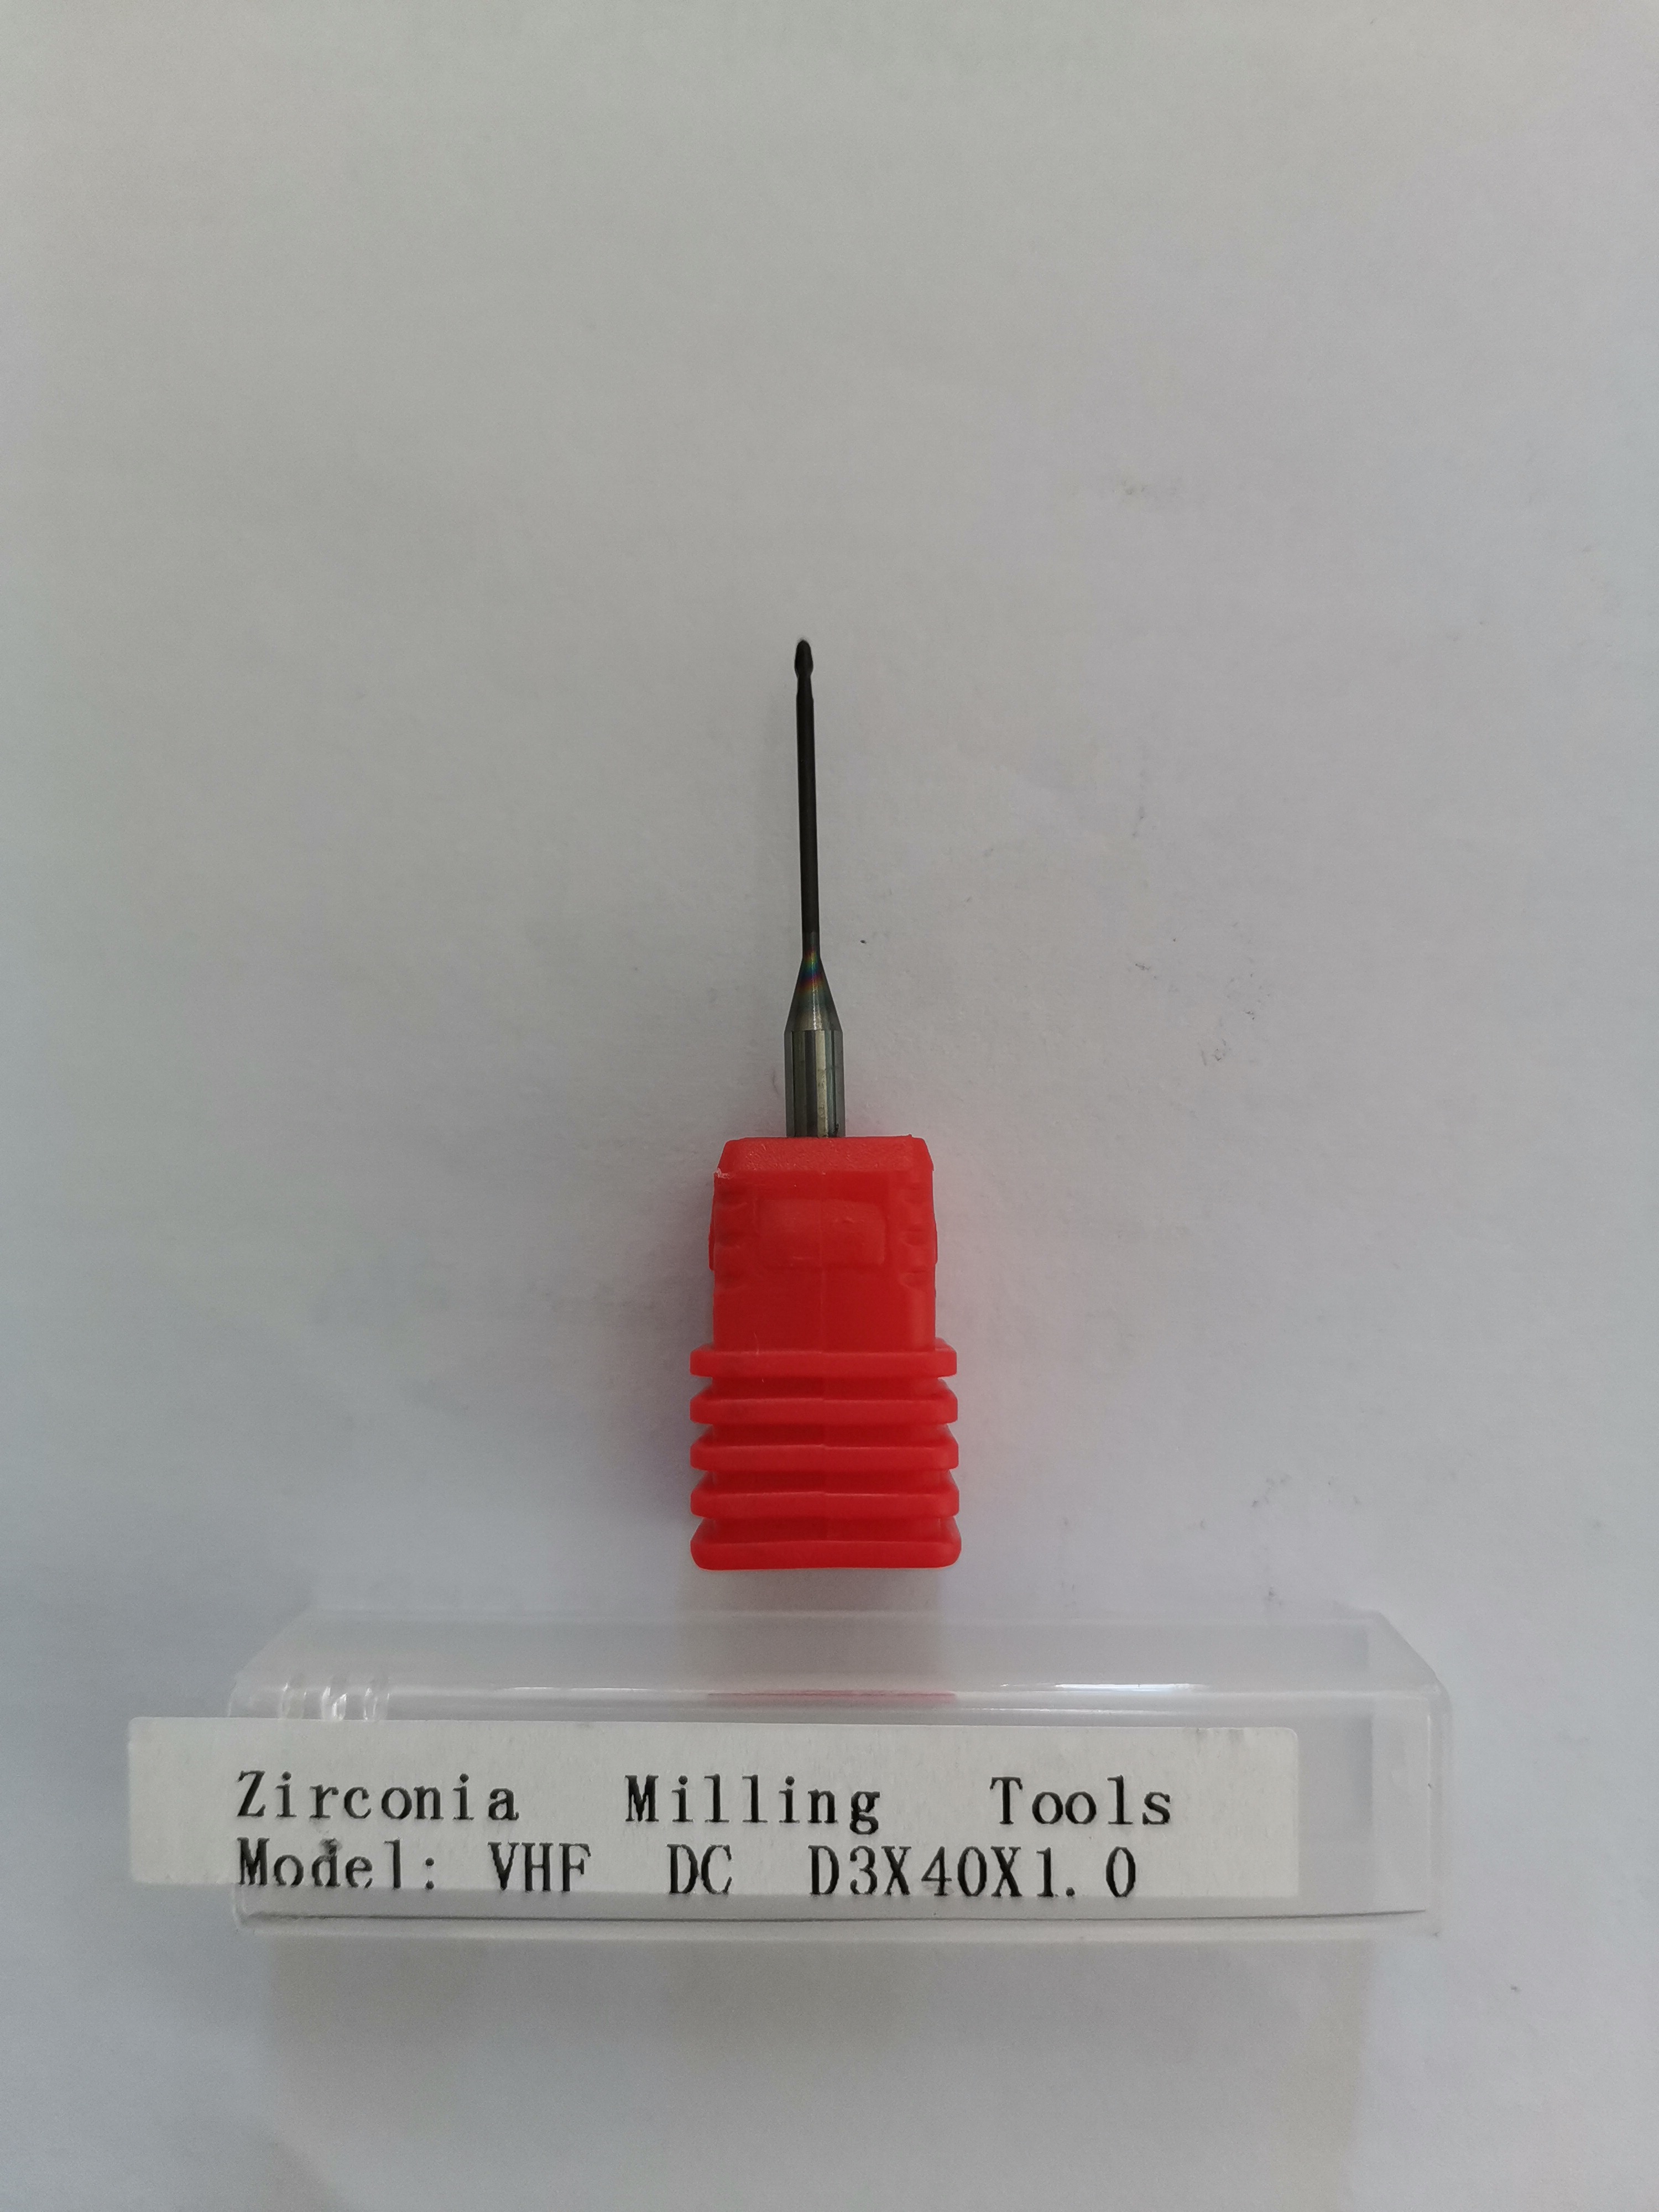 Zirconia Milling Tools
Model: VHF DC D3X40X1.0